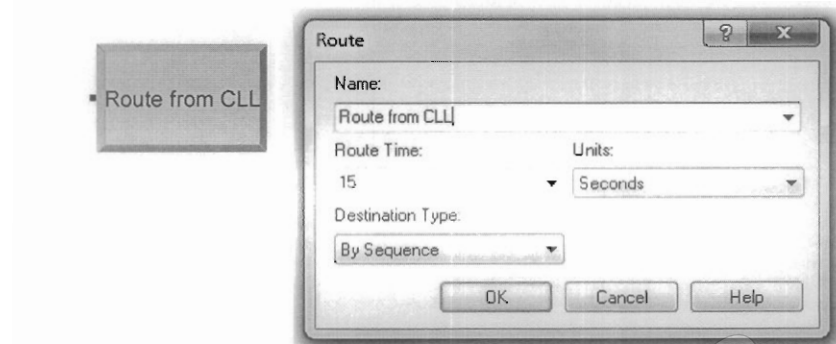 Route from CLL
Route
?
X
Name:
Route from CLL
Route Time:
Units:
15
Seconds
Destination Type:
By Sequence
OK
Cancel
Help